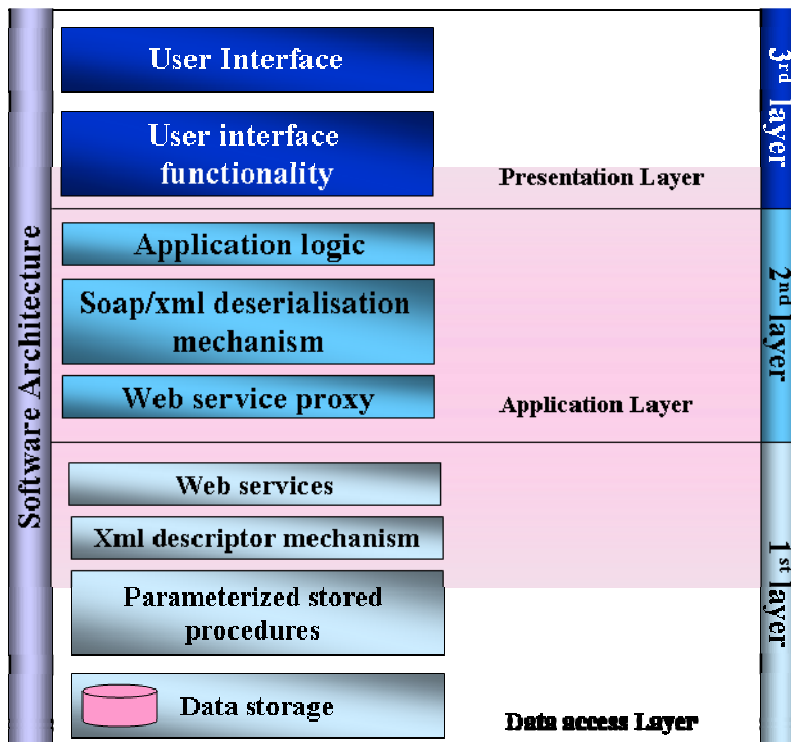 Software Architecture
User Interface
User interface
functionality
Presentation Layer
3rd layer
Application logic
Soap/xml deserialisation
mechanism
Web service proxy
Application Layer
2nd layer
Web services
Xml descriptor mechanism
Parameterized stored
procedures
Data storage
Data access Layer
1st layer